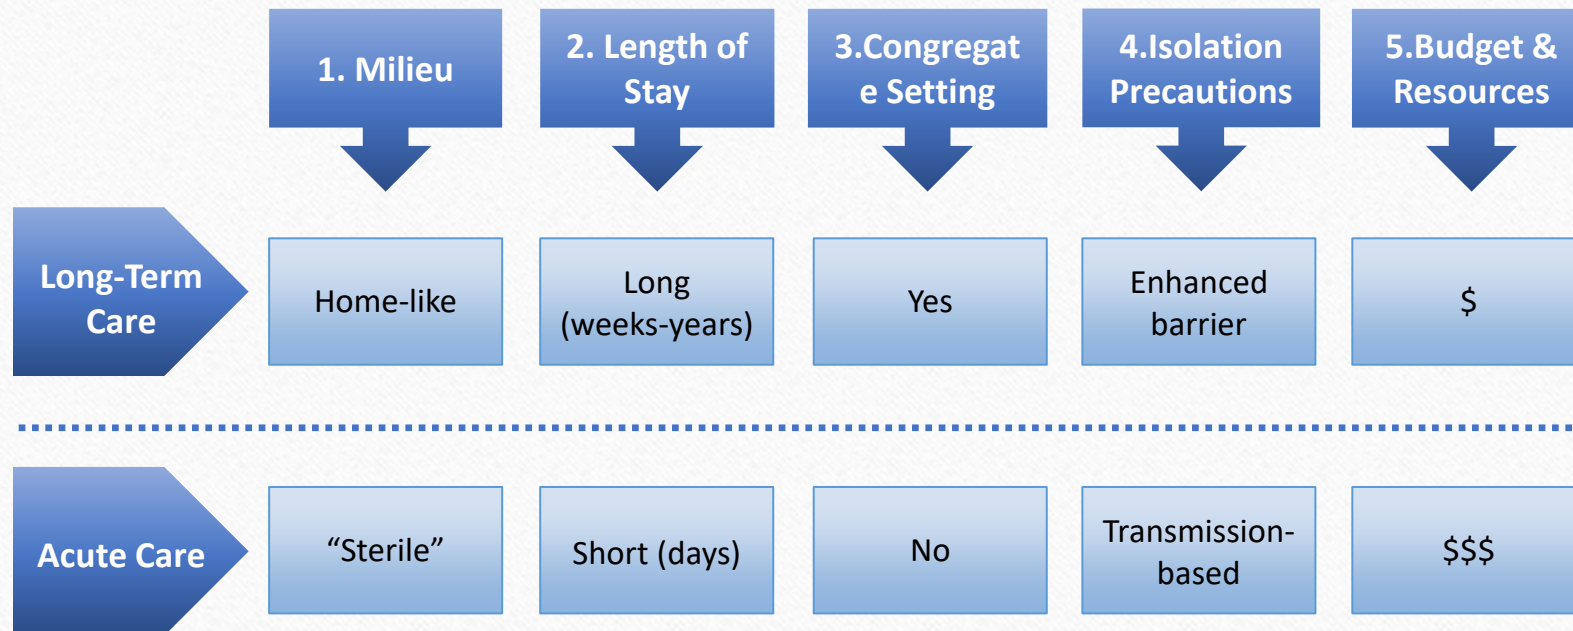 1. Milieu
2. Length of
Stay
3.Congregat
e Setting
4.Isolation
Precautions
5.Budget &
Resources
Long-Term
Care
Home-like
Long
(weeks-years)
Yes
Enhanced
barrier
$
Acute Care
“Sterile”
Short (days)
No
Transmission-
based
$$$